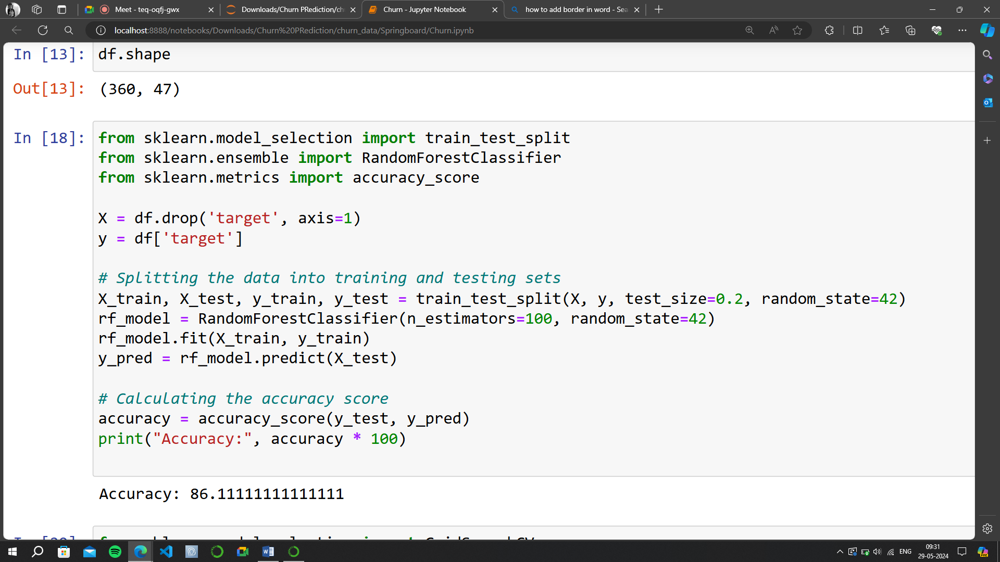 Meet - teq-oqfj-gwx
Downloads/Churn PRediction/ch
Churn - Jupyter Notebook
how to add border in word - Sea
localhost:8888/notebooks/Downloads/Churn%20PRediction/churn_data/Springboard/Churn.ipynb
In [13]: df.shape
Out[13]: (360, 47)
In [18]: from sklearn.model_selection import train_test_split
from sklearn.ensemble import RandomForestClassifier
from sklearn.metrics import accuracy_score
X = df.drop('target', axis=1)
y = df['target']
# Splitting the data into training and testing sets
X_train, X_test, y_train, y_test = train_test_split(X, y, test_size=0.2, random_state=42)
rf_model = RandomForestClassifier(n_estimators=100, random_state=42)
rf_model.fit(X_train, y_train)
y_pred = rf_model.predict(X_test)
# Calculating the accuracy score
accuracy = accuracy_score(y_test, y_pred)
print("Accuracy:", accuracy * 100)
Accuracy: 86.11111111111111
ENG
09:31
29-05-2024